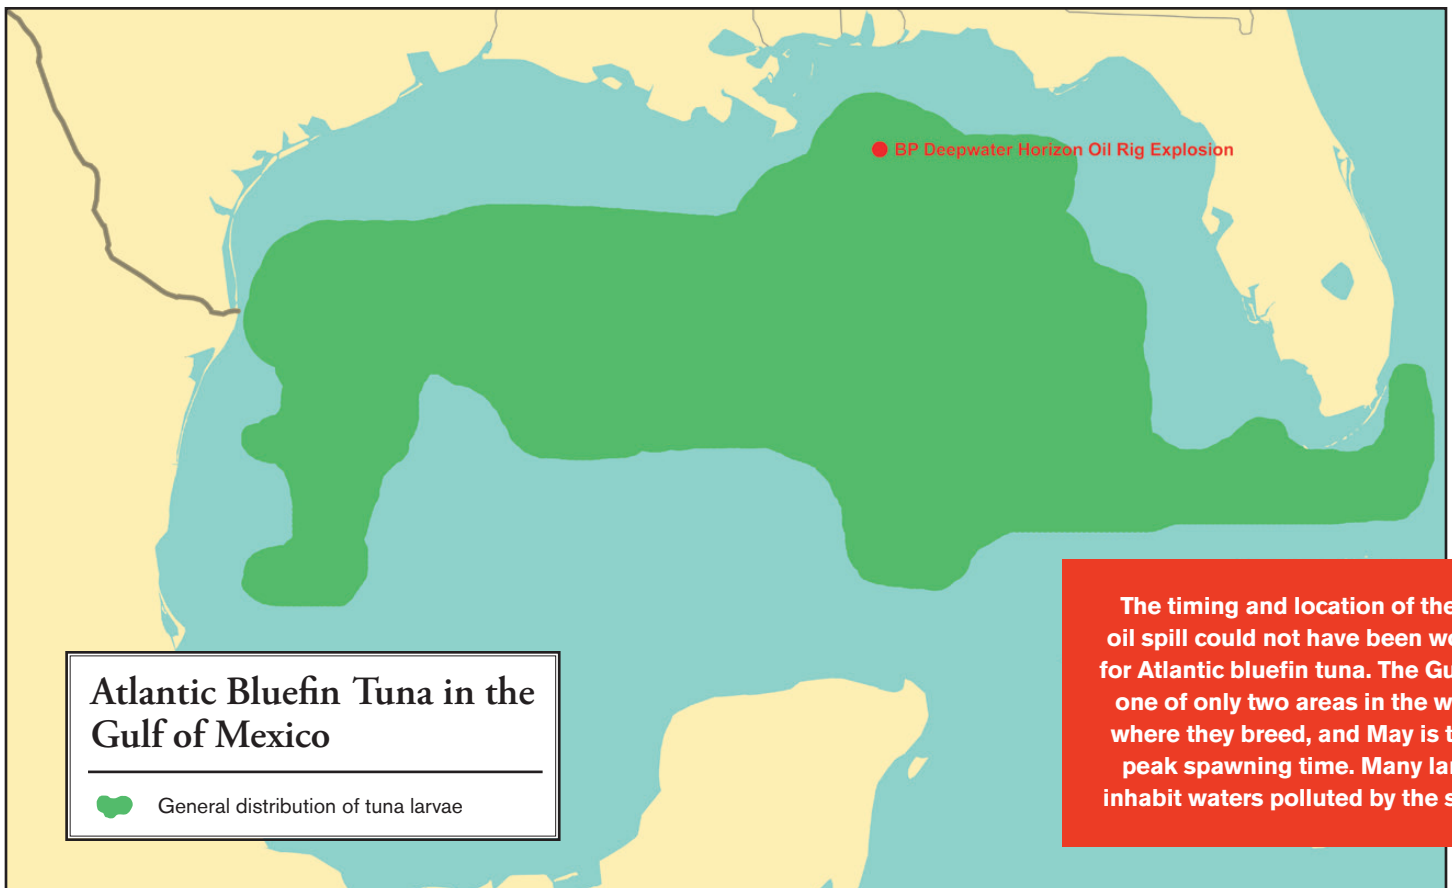 BP Deepwater Horizon Oil Rig Explosion
The timing and location of the
oil spill could not have been
for Atlantic bluefin tuna. The
one of only two areas in the
where they breed, and May is
peak spawning time. Many
inhabit waters polluted by the
Atlantic Bluefin Tuna in the
Gulf of Mexico
General distribution of tuna larvae